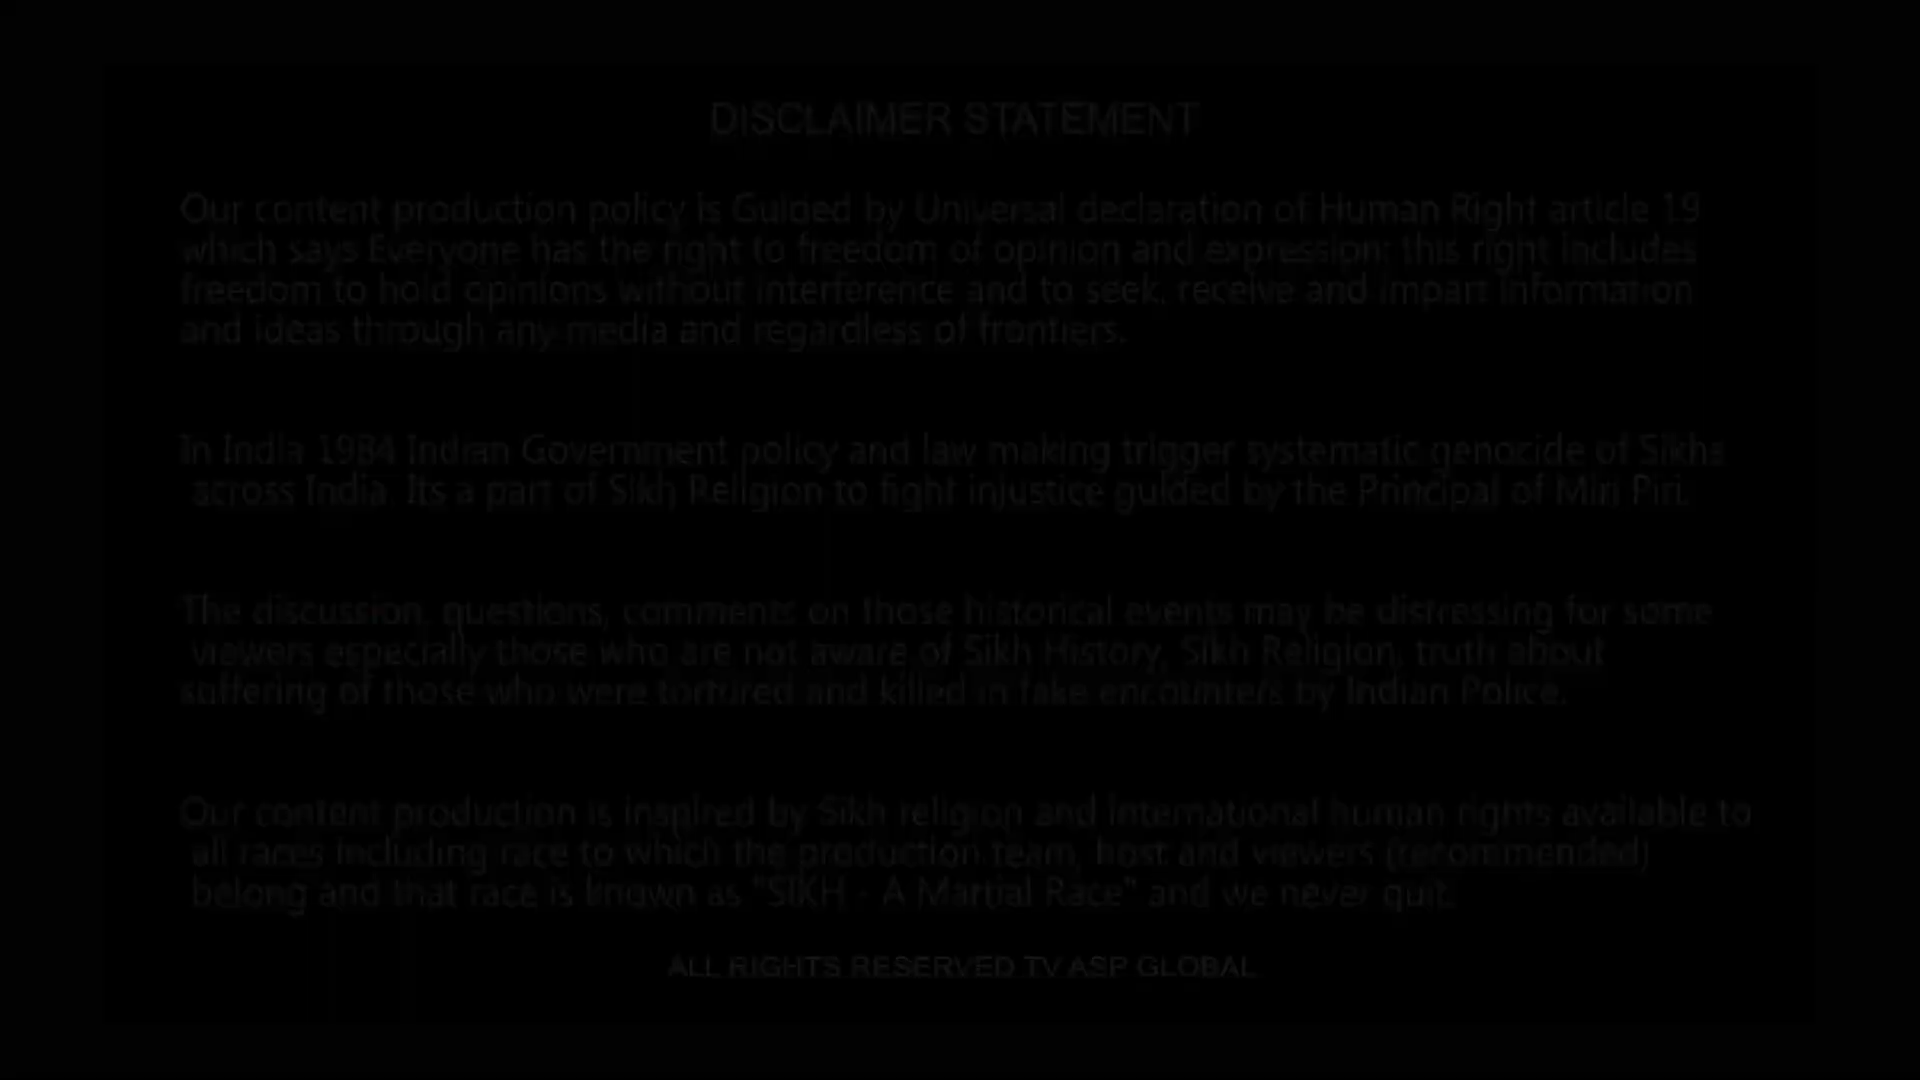 DISCLAIMER STATEMENT
Our content production policy is Guided by Universal declaration of Human Right article 19
which says Everyone has the right to freedom of opinion and expression; this right includes
freedom to hold opinions without interference and to seek, receive and impart information
and ideas through any media and regardless of frontiers.
In India 1984 Indian Government policy and law making trigger systematic genocide of Sikhs
across India. Its a part of Sikh Religion to fight injustice guided by the Principal of Miri Piri.
The discussion, questions, comments on those historical events may be distressing for some
viewers especially those who are not aware of Sikh History, Sikh Religion, truth about
suffering of those who were tortured and killed in fake encounters by Indian Police.
Our content production is inspired by Sikh religion and international human rights available to
all races including race to which the production team, host and viewers (recommended)
belong and that race is known as "SIKH - A Martial Race" and we never quit.
ALL RIGHTS RESERVED TV ASP GLOBAL